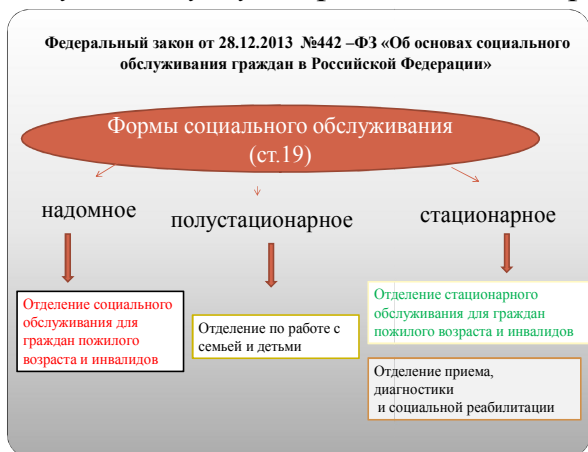 Федеральный закон от 28.12.2013 №442 –ФЗ «Об основах социального
обслуживания граждан в Российской Федерации»
Формы социального обслуживания
(ст.19)
надомное
полустационарное
стационарное
Отделение социального
обслуживания для
граждан пожилого
возраста и инвалидов
Отделение по работе с
семьей и детьми
Отделение стационарного
обслуживания для граждан
пожилого возраста и инвалидов
Отделение приема,
диагностики
и социальной реабилитации